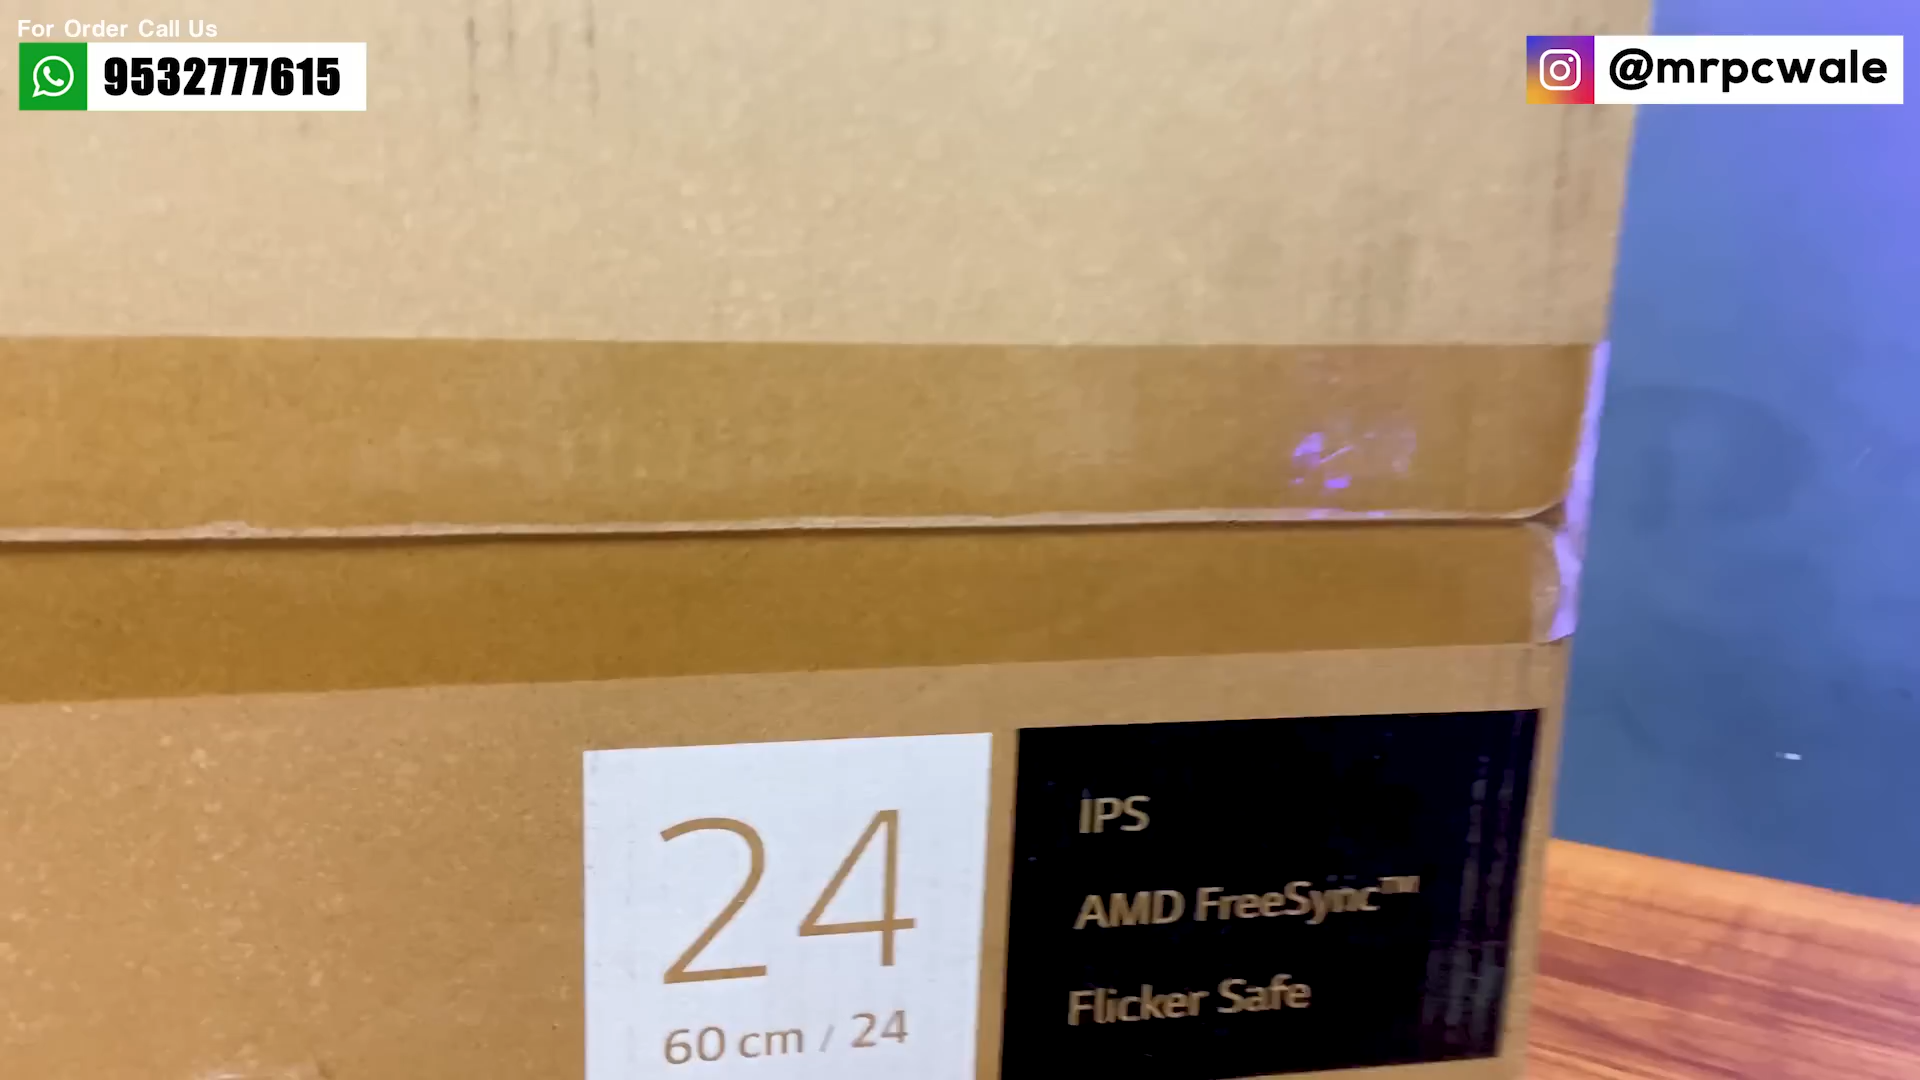 For Order Call Us
9532777615
@mrpcwale
24
60 cm / 24
IPS
AMD FreeSync™
Flicker Safe